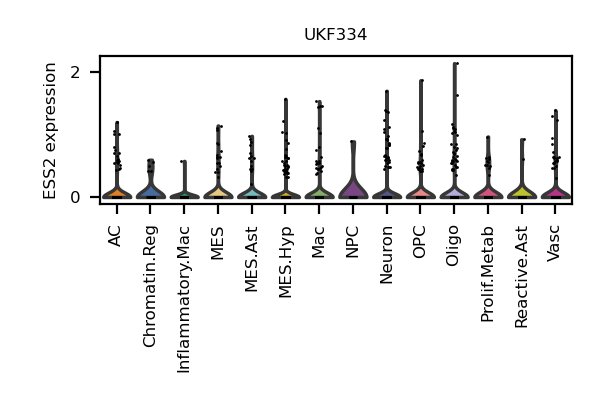 UKF334
ESS2 expression
2
0
AC
Chromatin.Reg
Inflammatory.Mac
MES
MES.Ast
MES.Hyp
Mac
NPC
Neuron
OPC
Oligo
Prolif.Metab
Reactive.Ast
Vasc